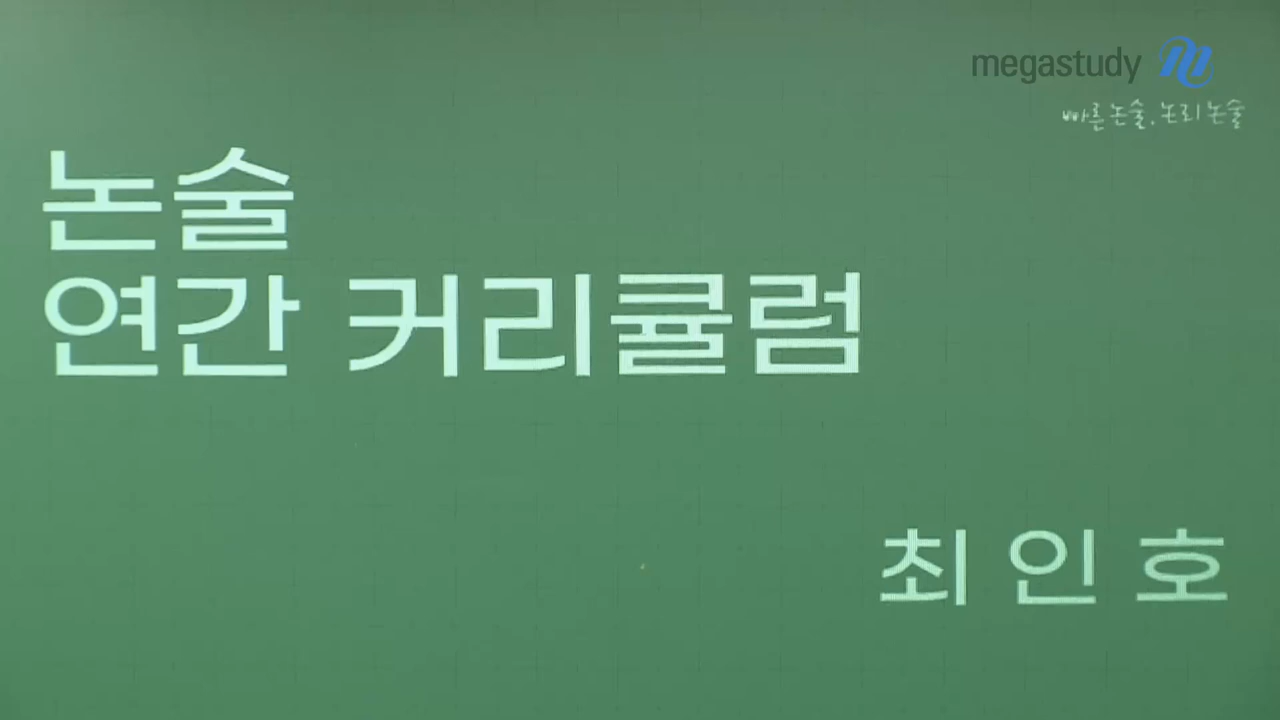 megastudy
빠른논술, 논리논술
논술
연간 커리큘럼
최인호